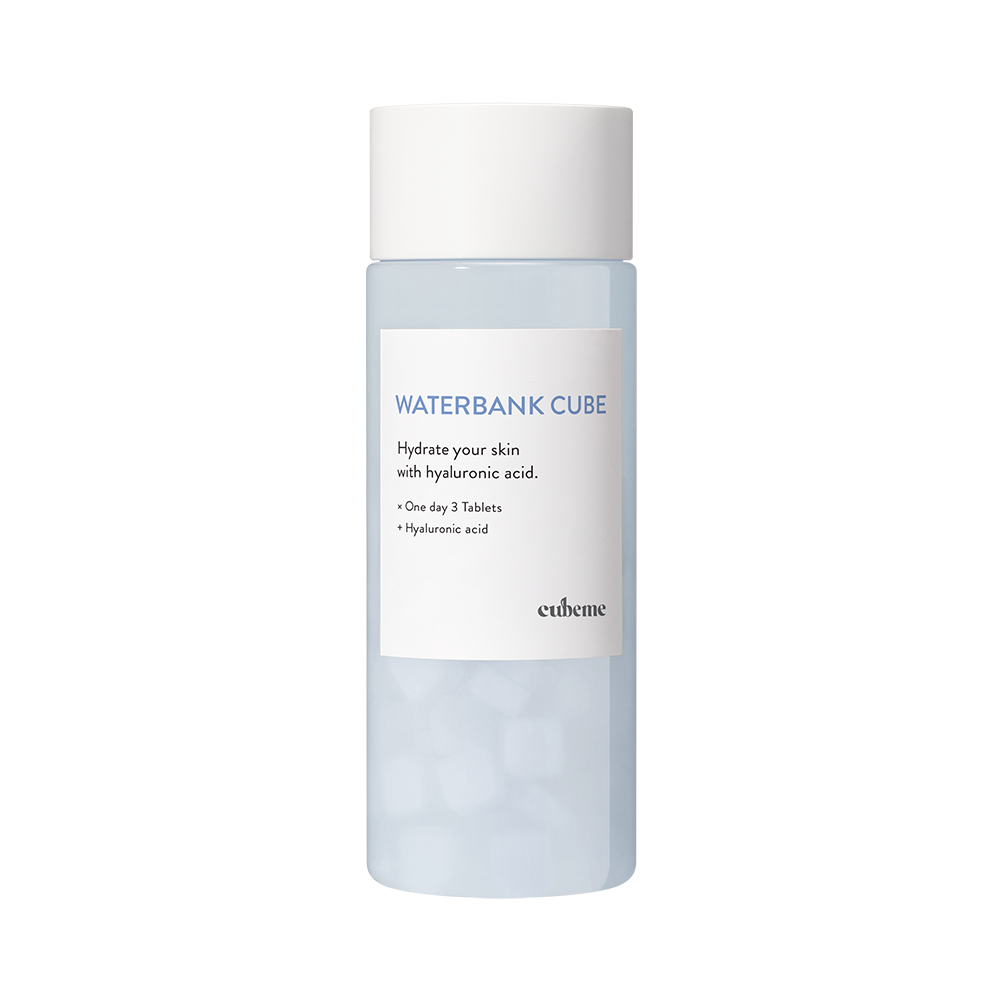 WATERBANK CUBE
Hydrate your skin
with hyaluronic acid.
× One day 3 Tablets
+ Hyaluronic acid
cubeme